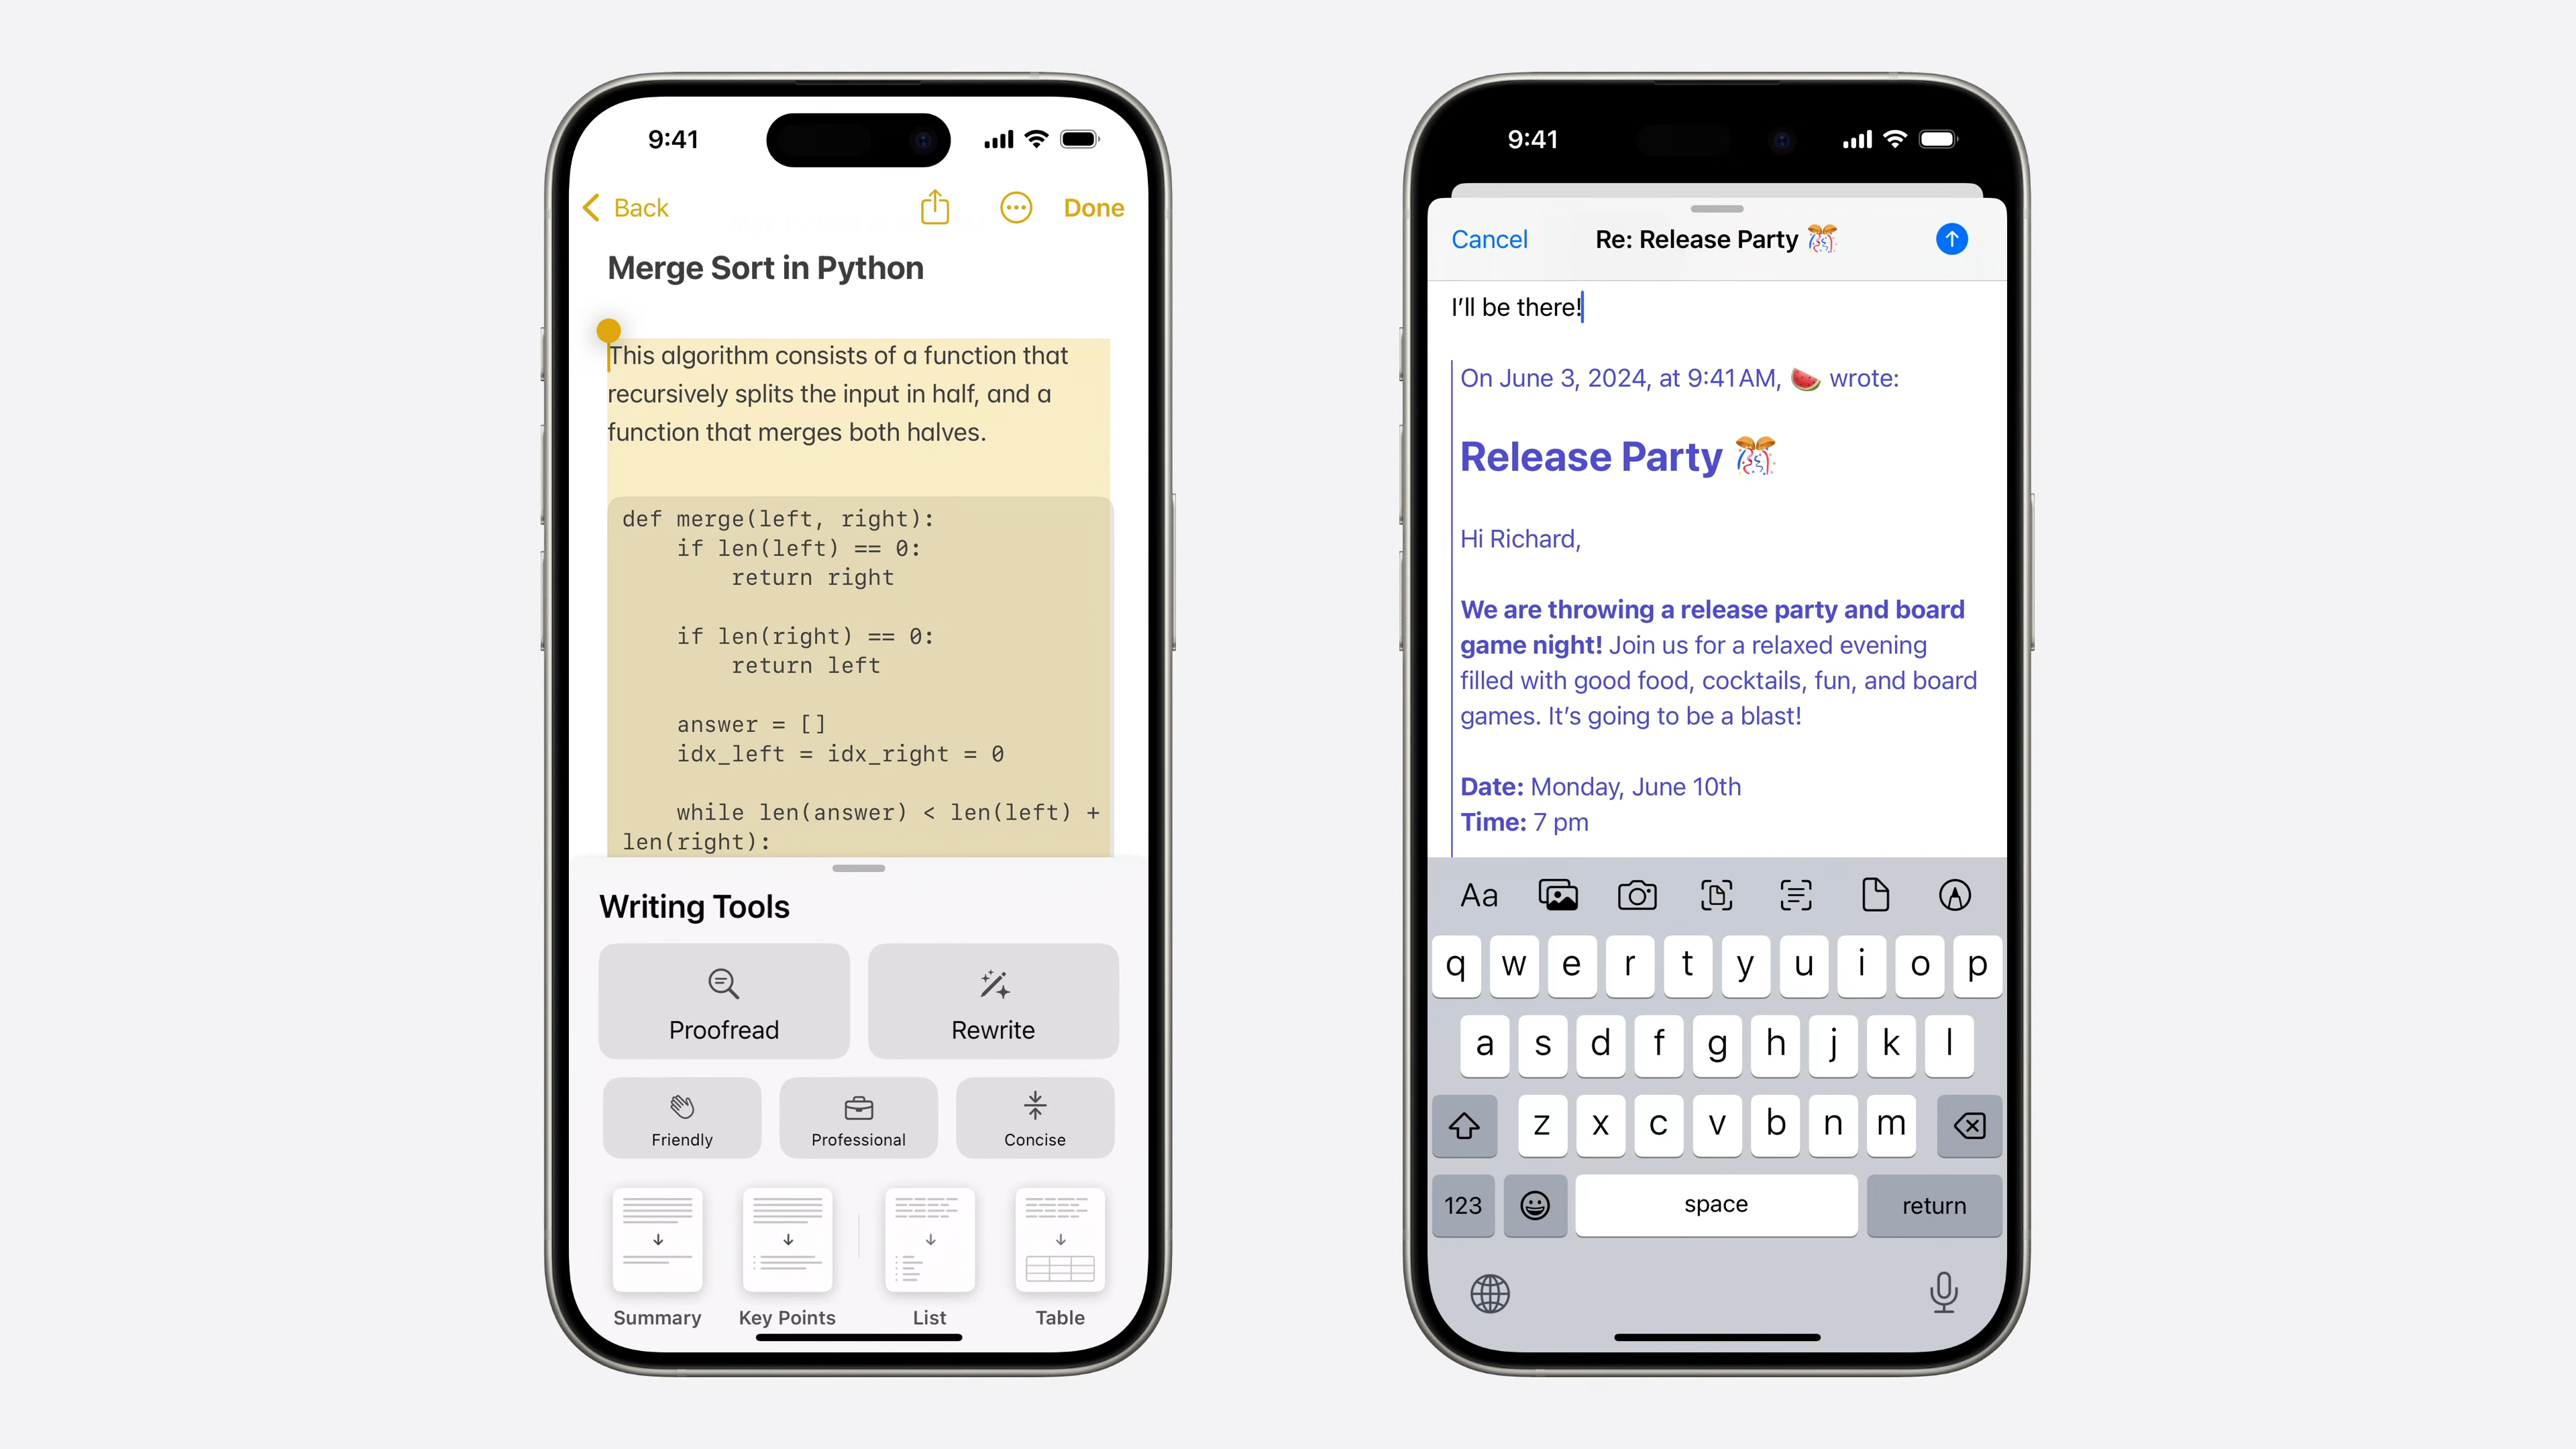 9:41
Back
Done
Merge Sort in Python
This algorithm consists of a function that
recursively splits the input in half, and a
function that merges both halves.
def merge(left, right):
    if len(left) == 0:
        return right
    if len(right) == 0:
        return left
    answer = []
    idx_left = idx_right = 0
    while len(answer) < len(left) +
len(right):
Writing Tools
Proofread
Rewrite
Friendly
Professional
Concise
Summary
Key Points
List
Table
9:41
Cancel
Re: Release Party 🎊
I’ll be there!
On June 3, 2024, at 9:41 AM, 🍉 wrote:
Release Party 🎊
Hi Richard,
We are throwing a release party and board
game night! Join us for a relaxed evening
filled with good food, cocktails, fun, and board
games. It’s going to be a blast!
Date: Monday, June 10th
Time: 7 pm
Aa
q w e r t y u i o p
a s d f g h j k l
z x c v b n m
123
space
return